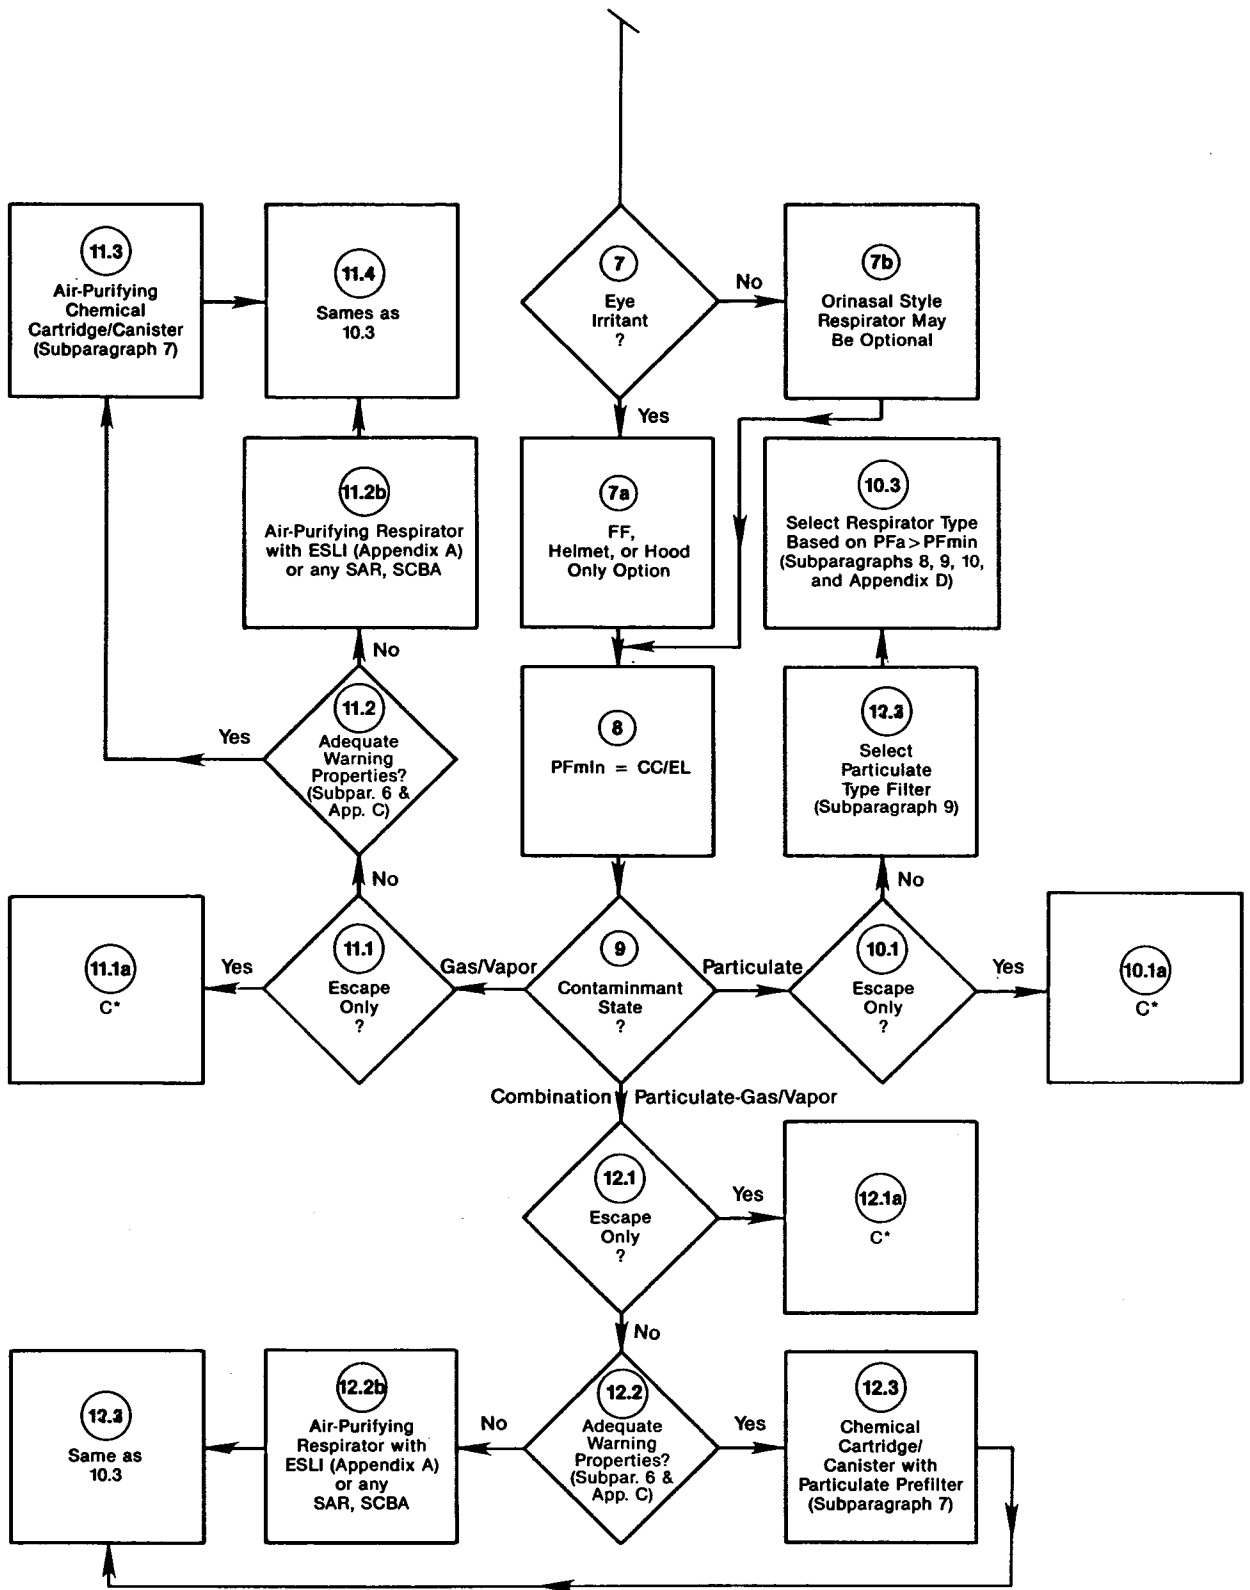 11.3
Air-Purifying
Chemical
Cartridge/Canister
(Subparagraph 7)
11.4
Sames as
10.3
7
Eye
Irritant
?
No
7b
Orinasal Style
Respirator May
Be Optional
Yes
11.2b
Air-Purifying Respirator
with ESLI (Appendix A)
or any SAR, SCBA
7a
FF,
Helmet, or Hood
Only Option
10.3
Select Respirator Type
Based on PFa > PFmin
(Subparagraphs 8, 9, 10,
and Appendix D)
No
11.2
Adequate
Warning
Properties?
(Subpar. 6 &
App. C)
Yes
8
PFmin = CC/EL
Select
Particulate
Type Filter
(Subparagraph 9)
No
No
11.1a
C*
Yes
11.1
Escape
Only
?
Gas/Vapor
9
Contaminmant
State
?
Particulate
10.1
Escape
Only
?
Yes
10.1a
C*
Combination
Particulate-Gas/Vapor
12.1
Escape
Only
?
Yes
12.1a
C*
No
Same as
10.3
12.2b
Air-Purifying
Respirator with
ESLI (Appendix A)
or any
SAR, SCBA
No
12.2
Adequate
Warning
Properties?
(Subpar. 6 &
App. C)
Yes
12.3
Chemical
Cartridge/
Canister with
Particulate Prefilter
(Subparagraph 7)